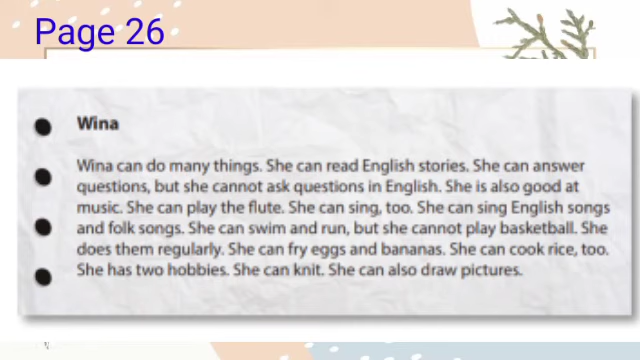 Page 26
Wina
Wina can do many things. She can read English stories. She can answer
questions, but she cannot ask questions in English. She is also good at
music. She can play the flute. She can sing, too. She can sing English songs
and folk songs. She can swim and run, but she cannot play basketball. She
does them regularly. She can fry eggs and bananas. She can cook rice, too.
She has two hobbies. She can knit. She can also draw pictures.